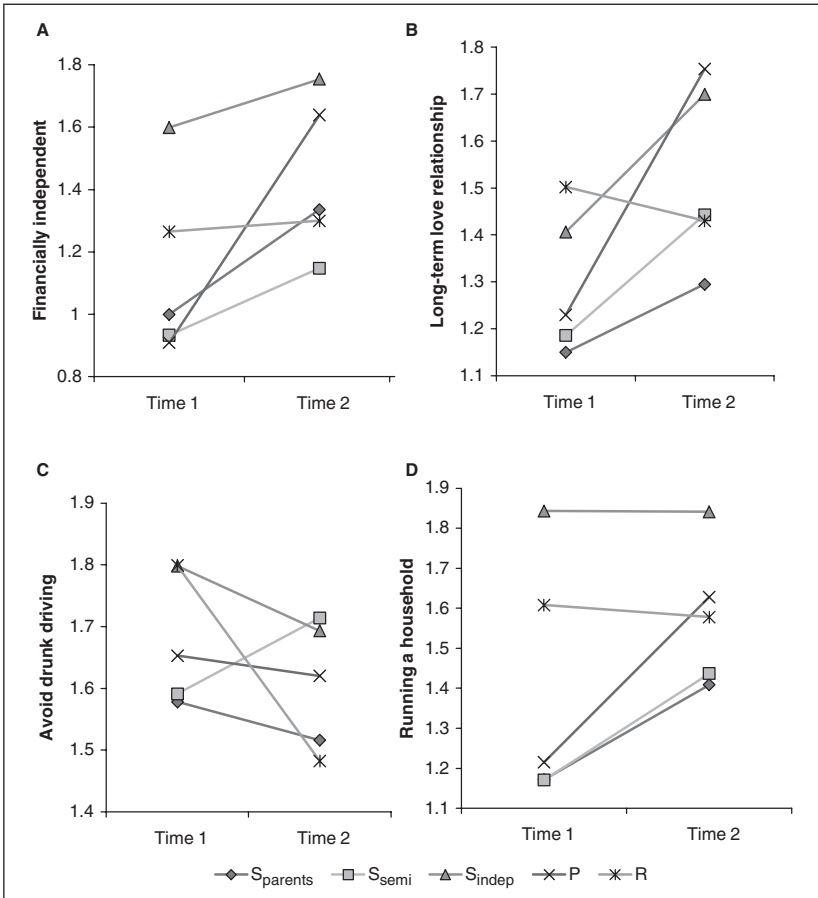 A
Financially independent
1.8
1.6
1.4
1.2
1
0.8
Time 1 Time 2
B
Long-term love relationship
1.8
1.7
1.6
1.5
1.4
1.3
1.2
1.1
Time 1 Time 2
C
Avoid drunk driving
1.9
1.8
1.7
1.6
1.5
1.4
Time 1 Time 2
D
Running a household
1.9
1.8
1.7
1.6
1.5
1.4
1.3
1.2
1.1
Time 1 Time 2
Sparents Ssemi Sindep P R